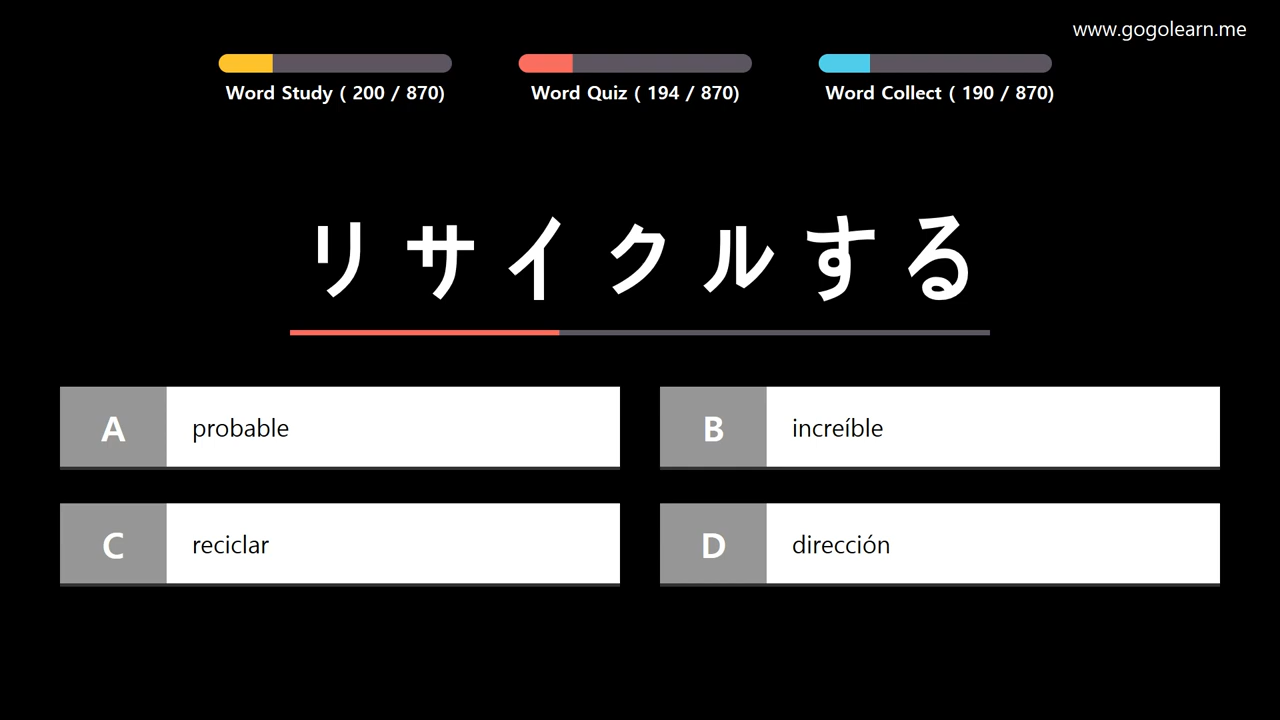 www.gogolearn.me
Word Study ( 200 / 870)
Word Quiz ( 194 / 870)
Word Collect ( 190 / 870)
リサイクルする
A probable
B increíble
C reciclar
D dirección